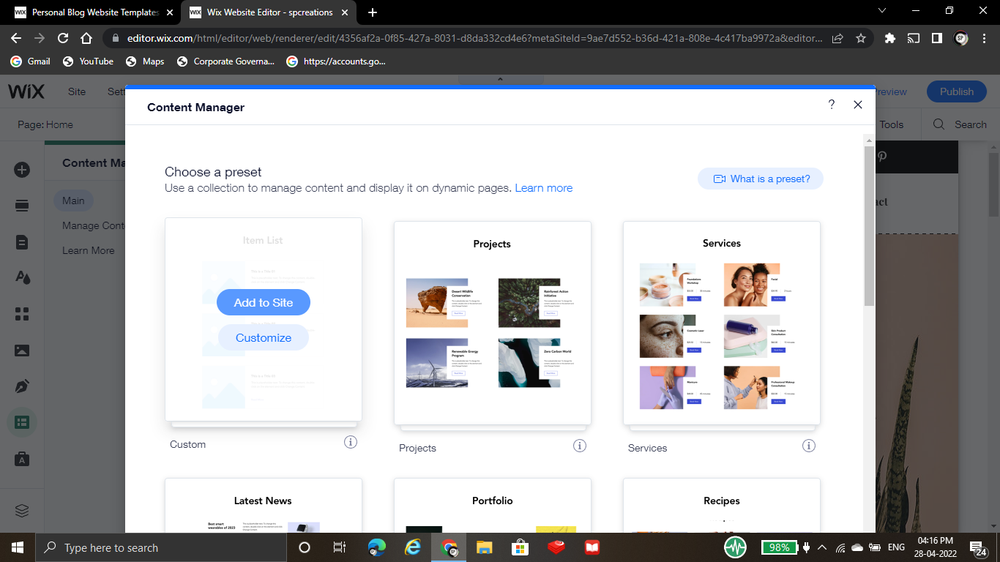 Personal Blog Website Templates
Wix Website Editor - spcreations
editor.wix.com/html/editor/web/renderer/edit/4356af2a-0f85-427a-8031-d8da332cd4e6?metaSiteId=9ae7d552-b36d-421a-808e-4c417ba9972a&editor...
Gmail
YouTube
Maps
Corporate Governa...
https://accounts.go...
WiX
Site
Sett
review
Publish
Page: Home
Tools
Search
Content Manager
?
Content Ma
Main
Manage Cont
Learn More
Choose a preset
Use a collection to manage content and display it on dynamic pages. Learn more
What is a preset?
Item List
Add to Site
Customize
Custom
Projects
Desert Wildlife
Conservation
Rainforest Action
Initiative
Renewable Energy
Program
Zero Carbon World
Projects
Services
Foundations
Workshop
Facial
Cosmetic Laser
Skin Product
Consultation
Manicure
Professional Makeup
Consultation
Services
Latest News
Best smart
wearables of 2023
Portfolio
Recipes
Type here to search
98%
ENG
04:16 PM
28-04-2022
24